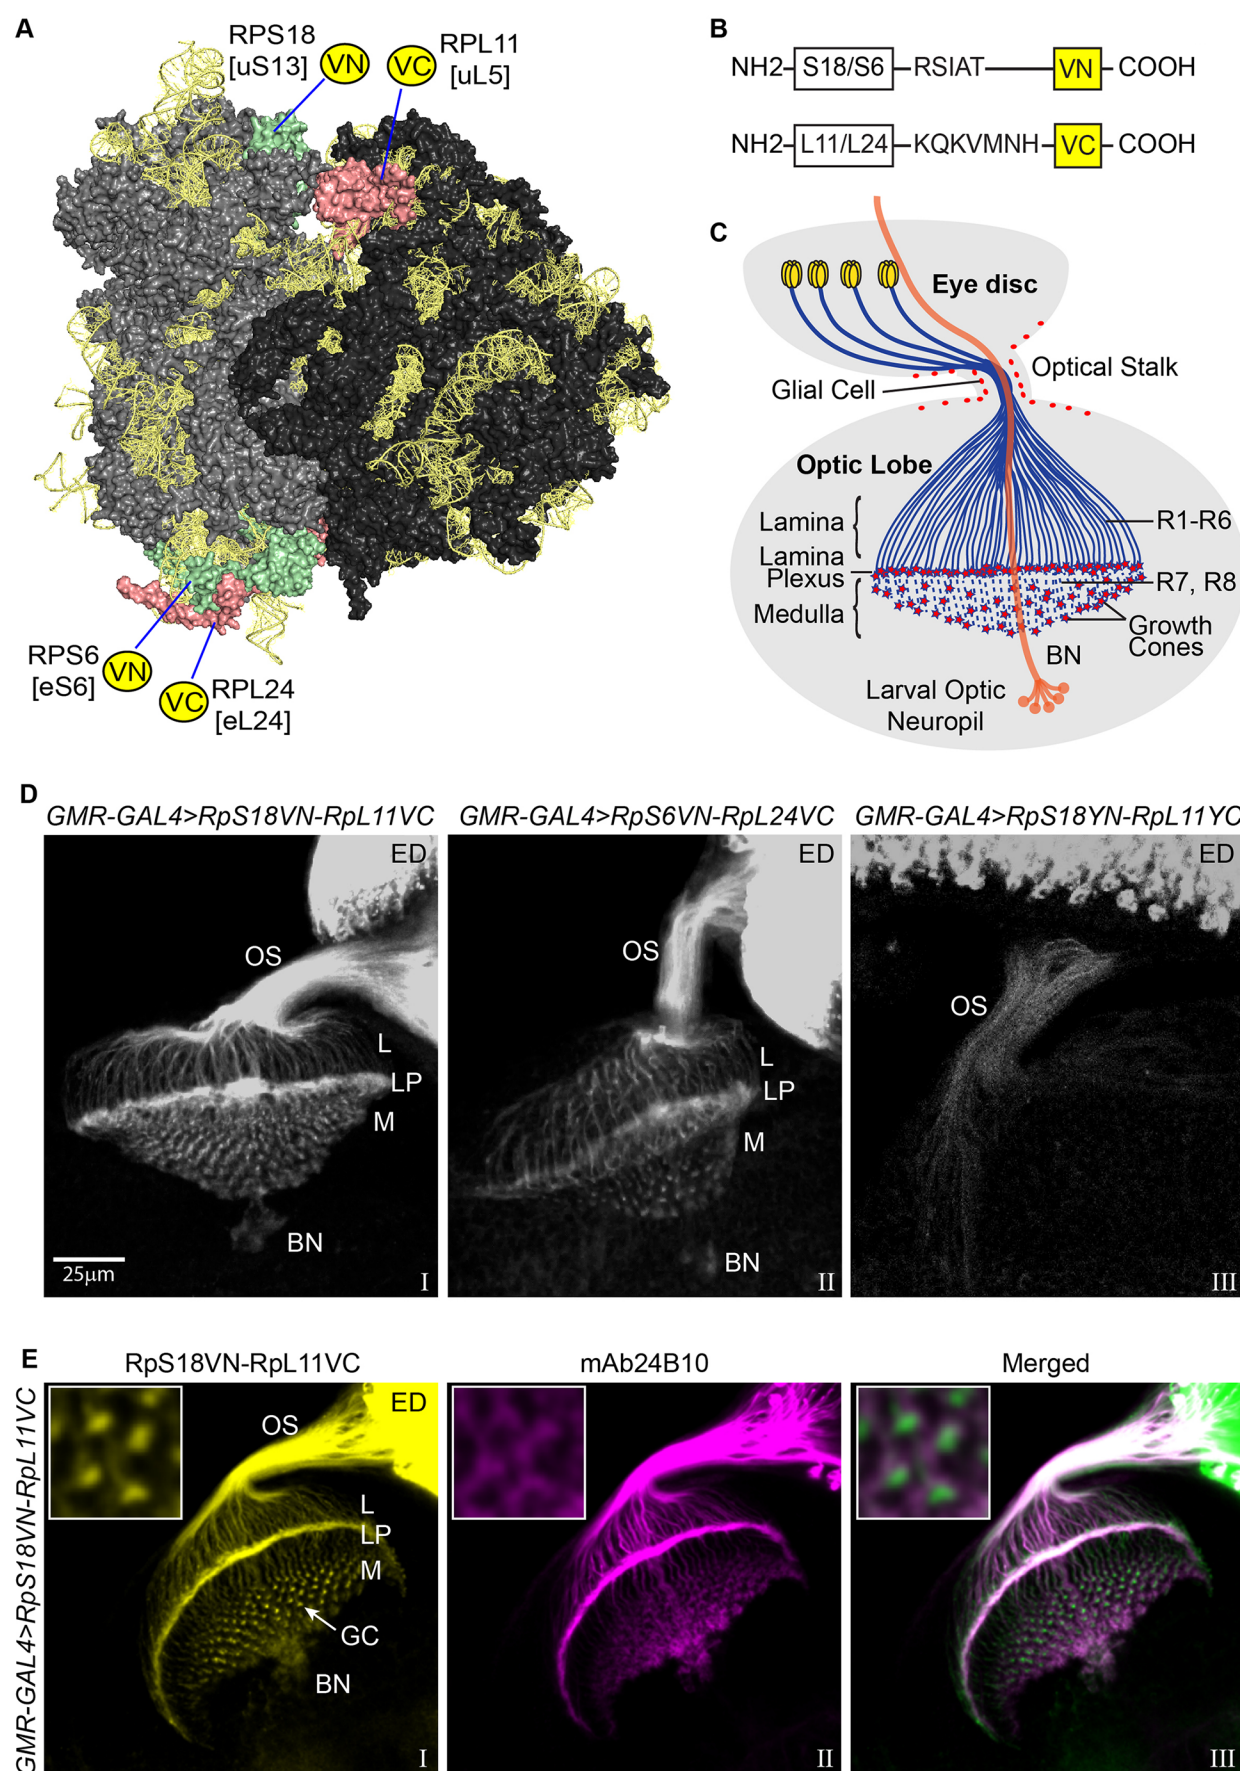 A
RPS18
[uS13]
VN
VC
RPL11
[uL5]
RPS6
[eS6]
VN
VC
RPL24
[eL24]
B
NH2 S18/S6 RSIAT VN COOH
NH2 L11/L24 KQKVMNH VC COOH
C
Eye disc
Optical Stalk
Glial Cell
Optic Lobe
Lamina
R1-R6
Lamina
Plexus
R7, R8
Medulla
Growth
Cones
BN
Larval Optic
Neuropil
D
GMR-GAL4>RpS18VN-RpL11VC
GMR-GAL4>RpS6VN-RpL24VC
GMR-GAL4>RpS18YN-RpL11YC
ED
OS
L
LP
M
BN
25µm
I
ED
OS
L
LP
M
BN
II
ED
OS
III
E
RpS18VN-RpL11VC
mAb24B10
Merged
GMR-GAL4>RpS18VN-RpL11VC
ED
OS
L
LP
M
GC
BN
I
II
III